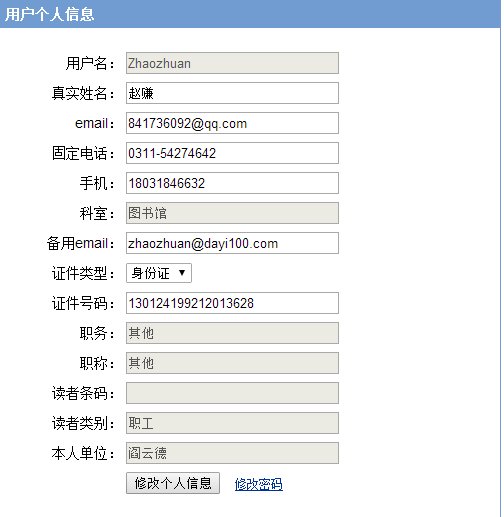 用户个人信息
用户名： Zhaozhuan
真实姓名： 赵赚
email： 841736092@qq.com
固定电话： 0311-54274642
手机： 18031846632
科室： 图书馆
备用email： zhaozhuan@dayi100.com
证件类型： 身份证
证件号码： 130124199212013628
职务： 其他
职称： 其他
读者条码：
读者类别： 职工
本人单位： 阎云德
修改个人信息 修改密码